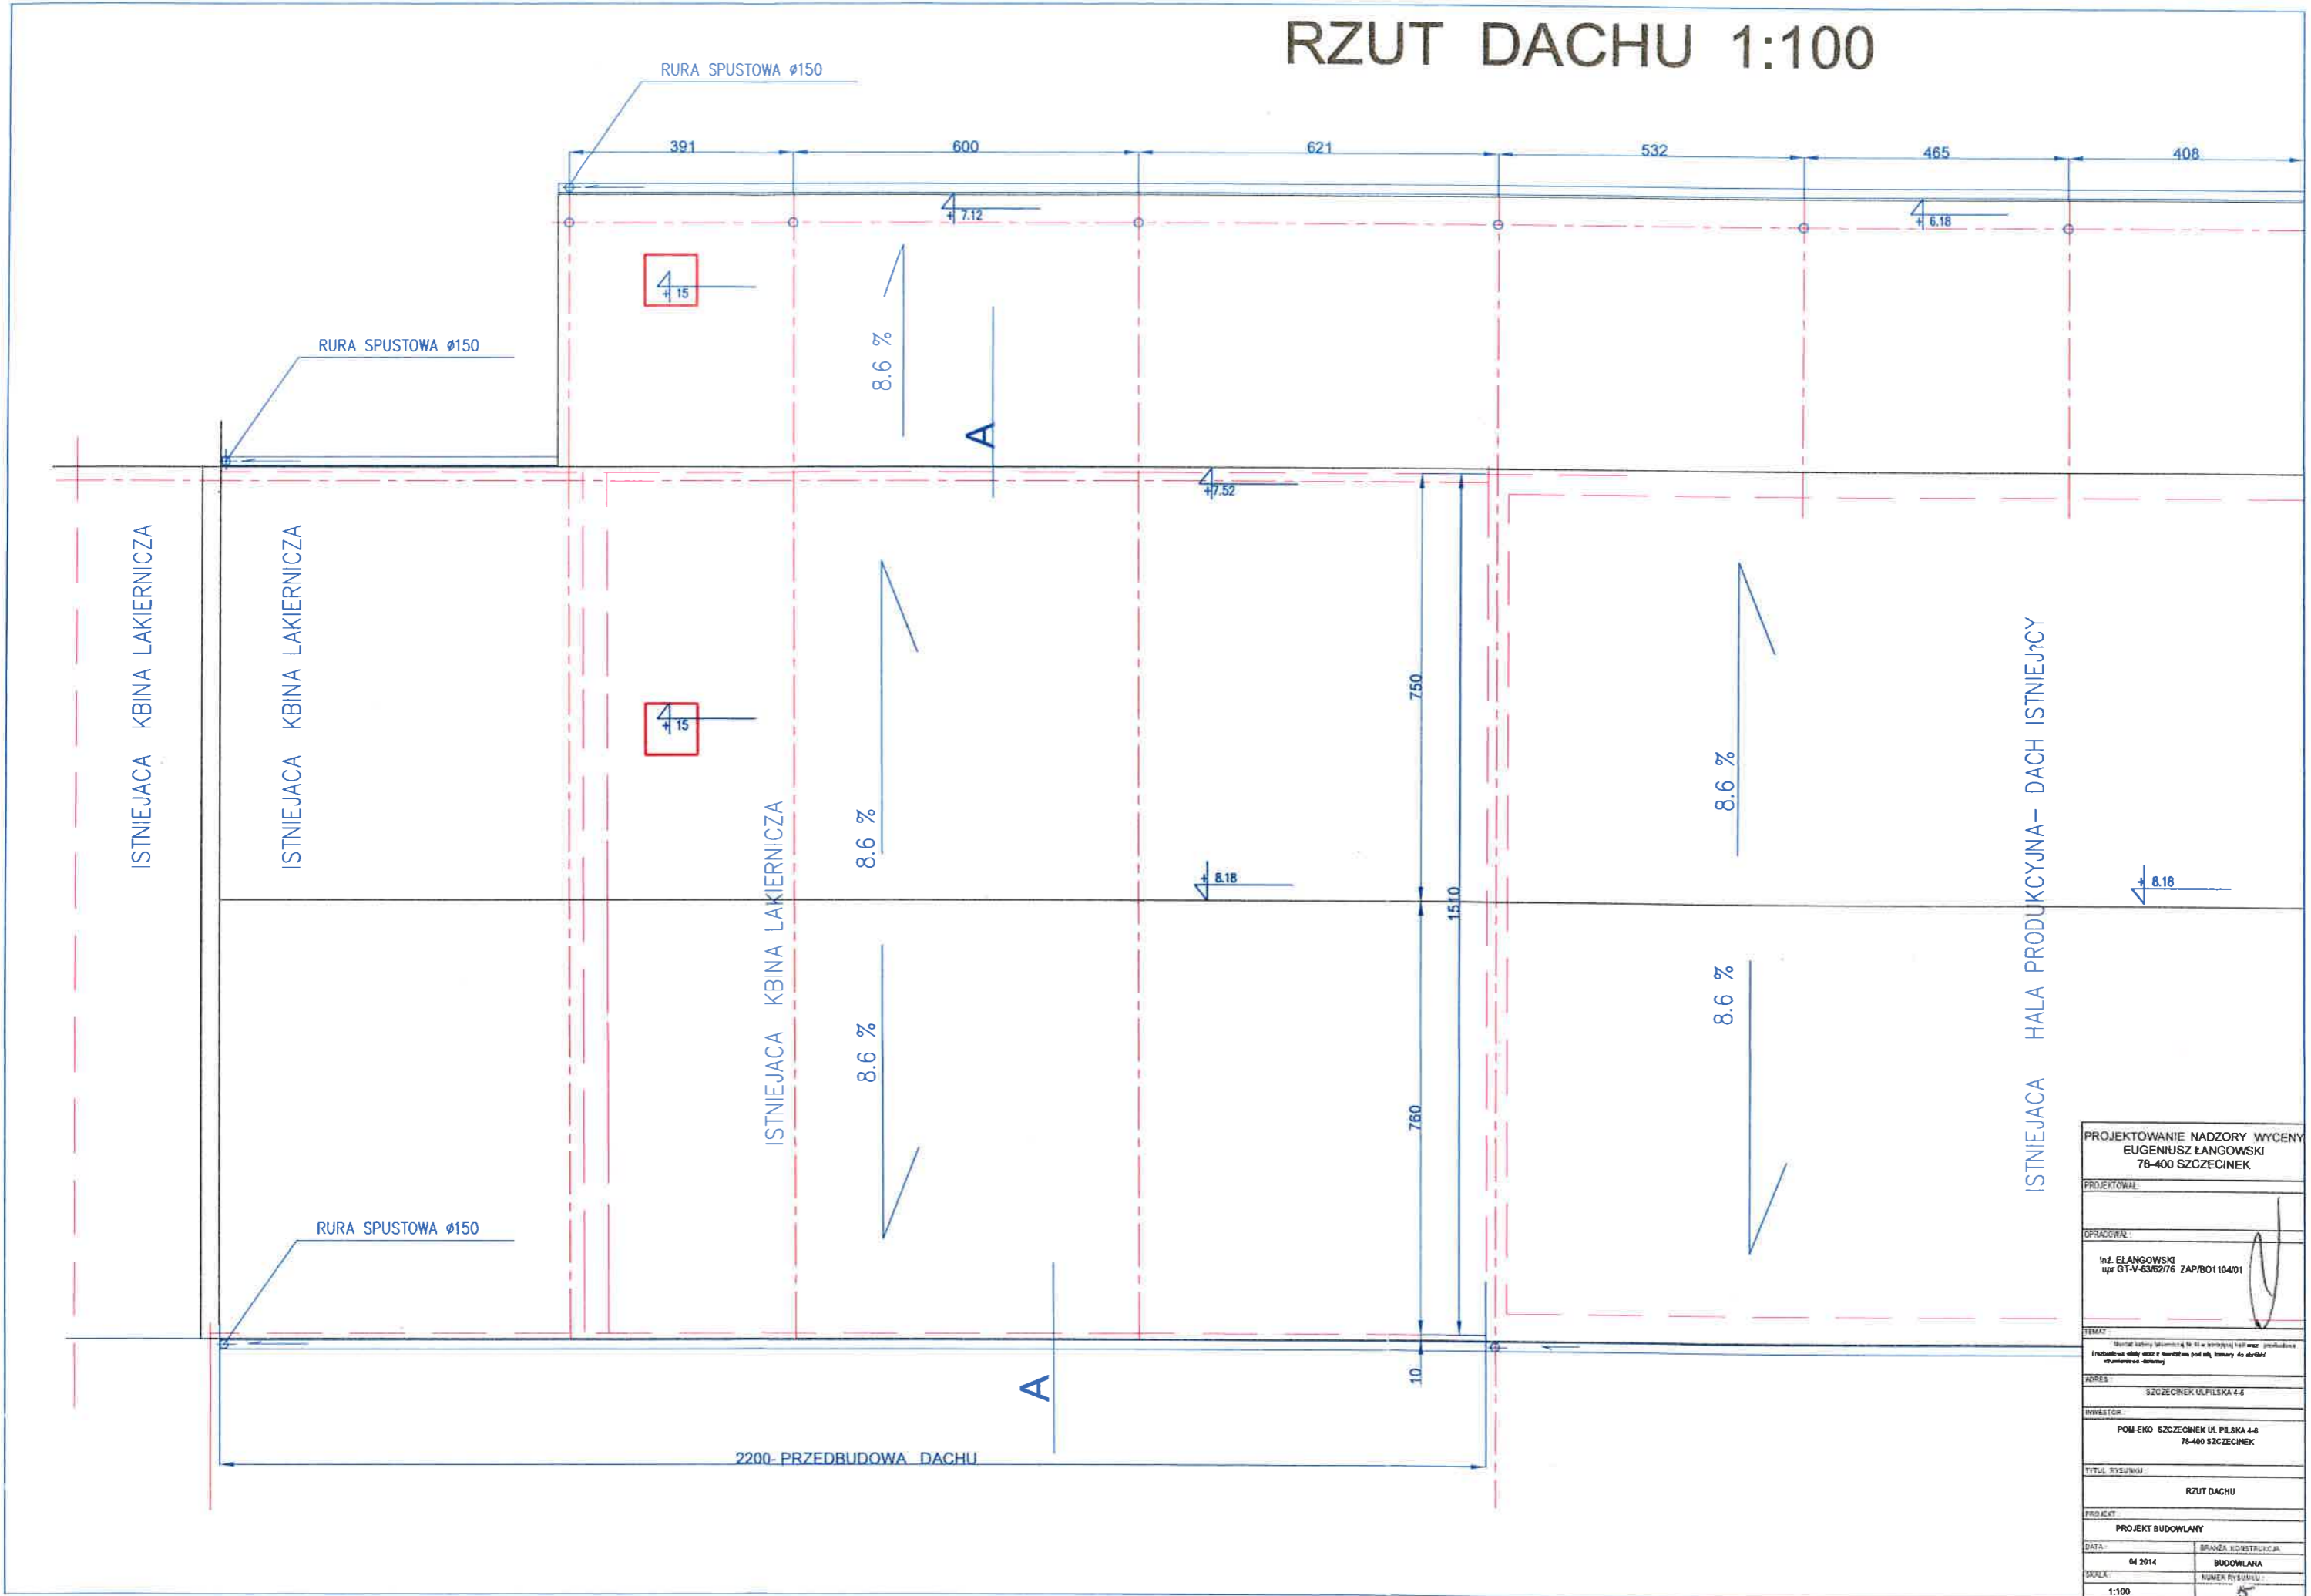 RZUT DACHU 1:100
RURA SPUSTOWA ø150
391
600
621
532
465
408
+ 7.12
+ 6.18
+ 15
8.6 %
A
RURA SPUSTOWA ø150
+7.52
ISTNIEJACA KBINA LAKIERNICZA
ISTNIEJACA KBINA LAKIERNICZA
+ 15
ISTNIEJACA KBINA LAKIERNICZA
8.6 %
8.6 %
+ 8.18
750
1510
760
10
8.6 %
8.6 %
ISTNIEJACA HALA PRODUKCYJNA- DACH ISTNIEJ?CY
+ 8.18
RURA SPUSTOWA ø150
A
2200- PRZEDBUDOWA DACHU
PROJEKTOWANIE NADZORY WYCENY
EUGENIUSZ ŁANGOWSKI
78-400 SZCZECINEK
PROJEKTOWAŁ:
OPRACOWAŁ:
Inż. E.ŁANGOWSKI
upr GT-V-63/62/76 ZAP/BO/1104/01
TEMAT :
ADRES :
SZCZECINEK UL.PILSKA 4-6
INWESTOR :
POM-EKO SZCZECINEK UL. PILSKA 4-6
78-400 SZCZECINEK
TYTUŁ RYSUNKU :
RZUT DACHU
PROJEKT :
PROJEKT BUDOWLANY
DATA :
BRANŻA KONSTRUKCJA
04 2014
BUDOWLANA
SKALA :
NUMER RYSUNKU :
1:100